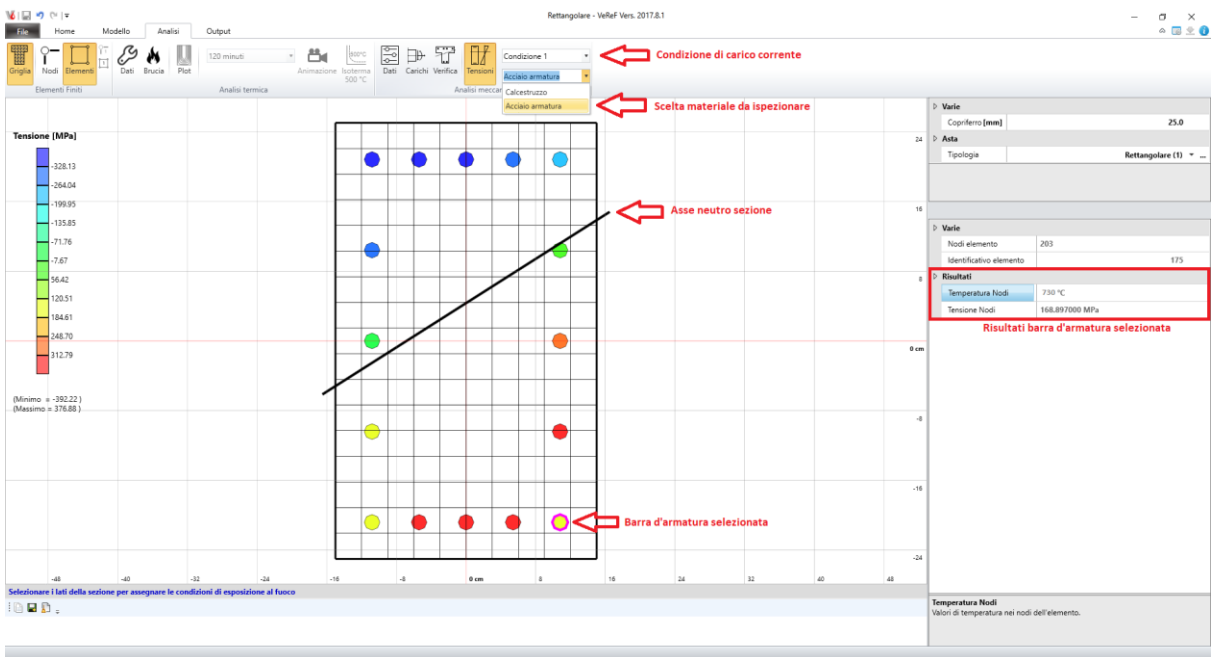 Rettangolare - VeReF Vers. 2017.8.1
File Home Modello Analisi Output
Griglia Nodi Elementi Dati Brucia Plot 120 minuti Animazione Isoterma 500 °C 500°C Dati Carichi Verifica Tensioni Condizione 1
Condizione di carico corrente
Acciaio armatura
Elementi Finiti Analisi termica Analisi meccan
Calcestruzzo
Acciaio armatura
Scelta materiale da ispezionare
Varie
Copriferro [mm] 25.0
Asta
Tipologia Rettangolare (1) ...
Tensione [MPa]
-328.13
-264.04
-199.95
-135.85
-71.76
-7.67
56.42
120.51
184.61
248.70
312.79
(Minimo = -392.22 )
(Massimo = 376.88 )
24
16
8
0 cm
-8
-16
-24
Asse neutro sezione
Varie
Nodi elemento 203
Identificativo elemento 175
Risultati
Temperatura Nodi 730 °C
Tensione Nodi 168.897000 MPa
Risultati barra d'armatura selezionata
Barra d'armatura selezionata
-48 -40 -32 -24 -16 -8 0 cm 8 16 24 32 40 48
Selezionare i lati della sezione per assegnare le condizioni di esposizione al fuoco
Temperatura Nodi
Valori di temperatura nei nodi dell'elemento.